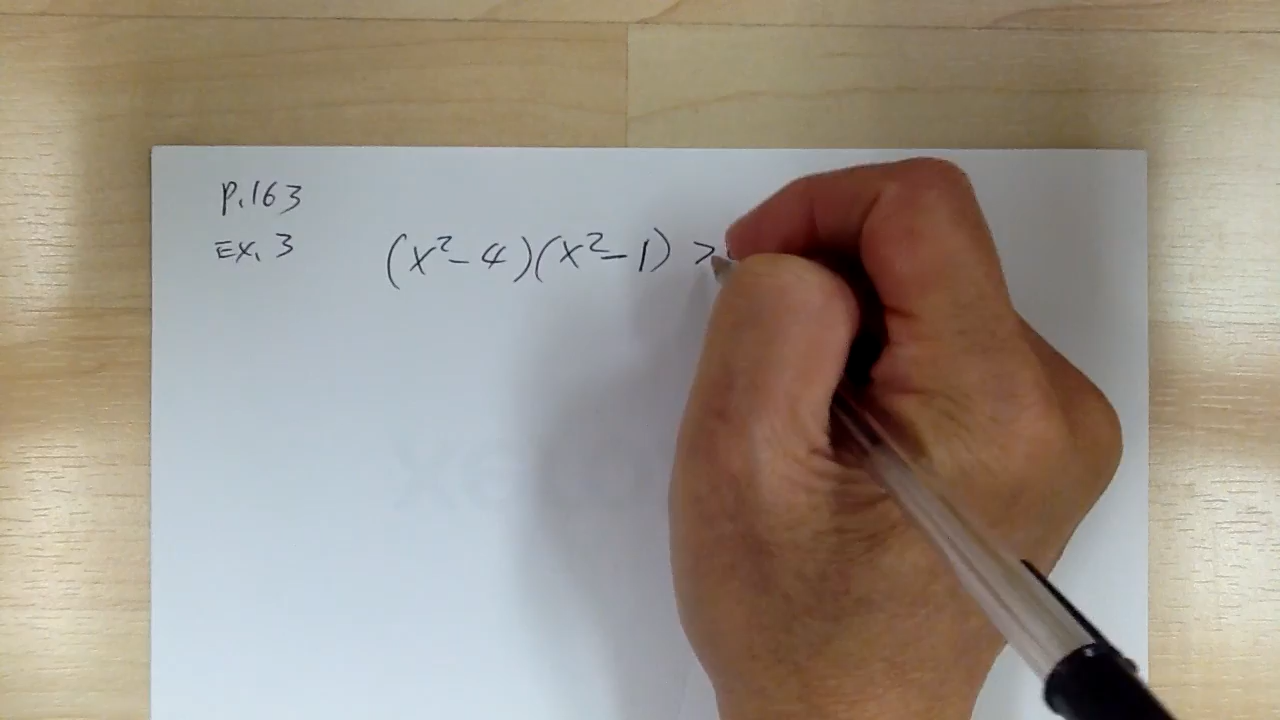 P.163
Ex. 3 (x²-4)(x²-1) >